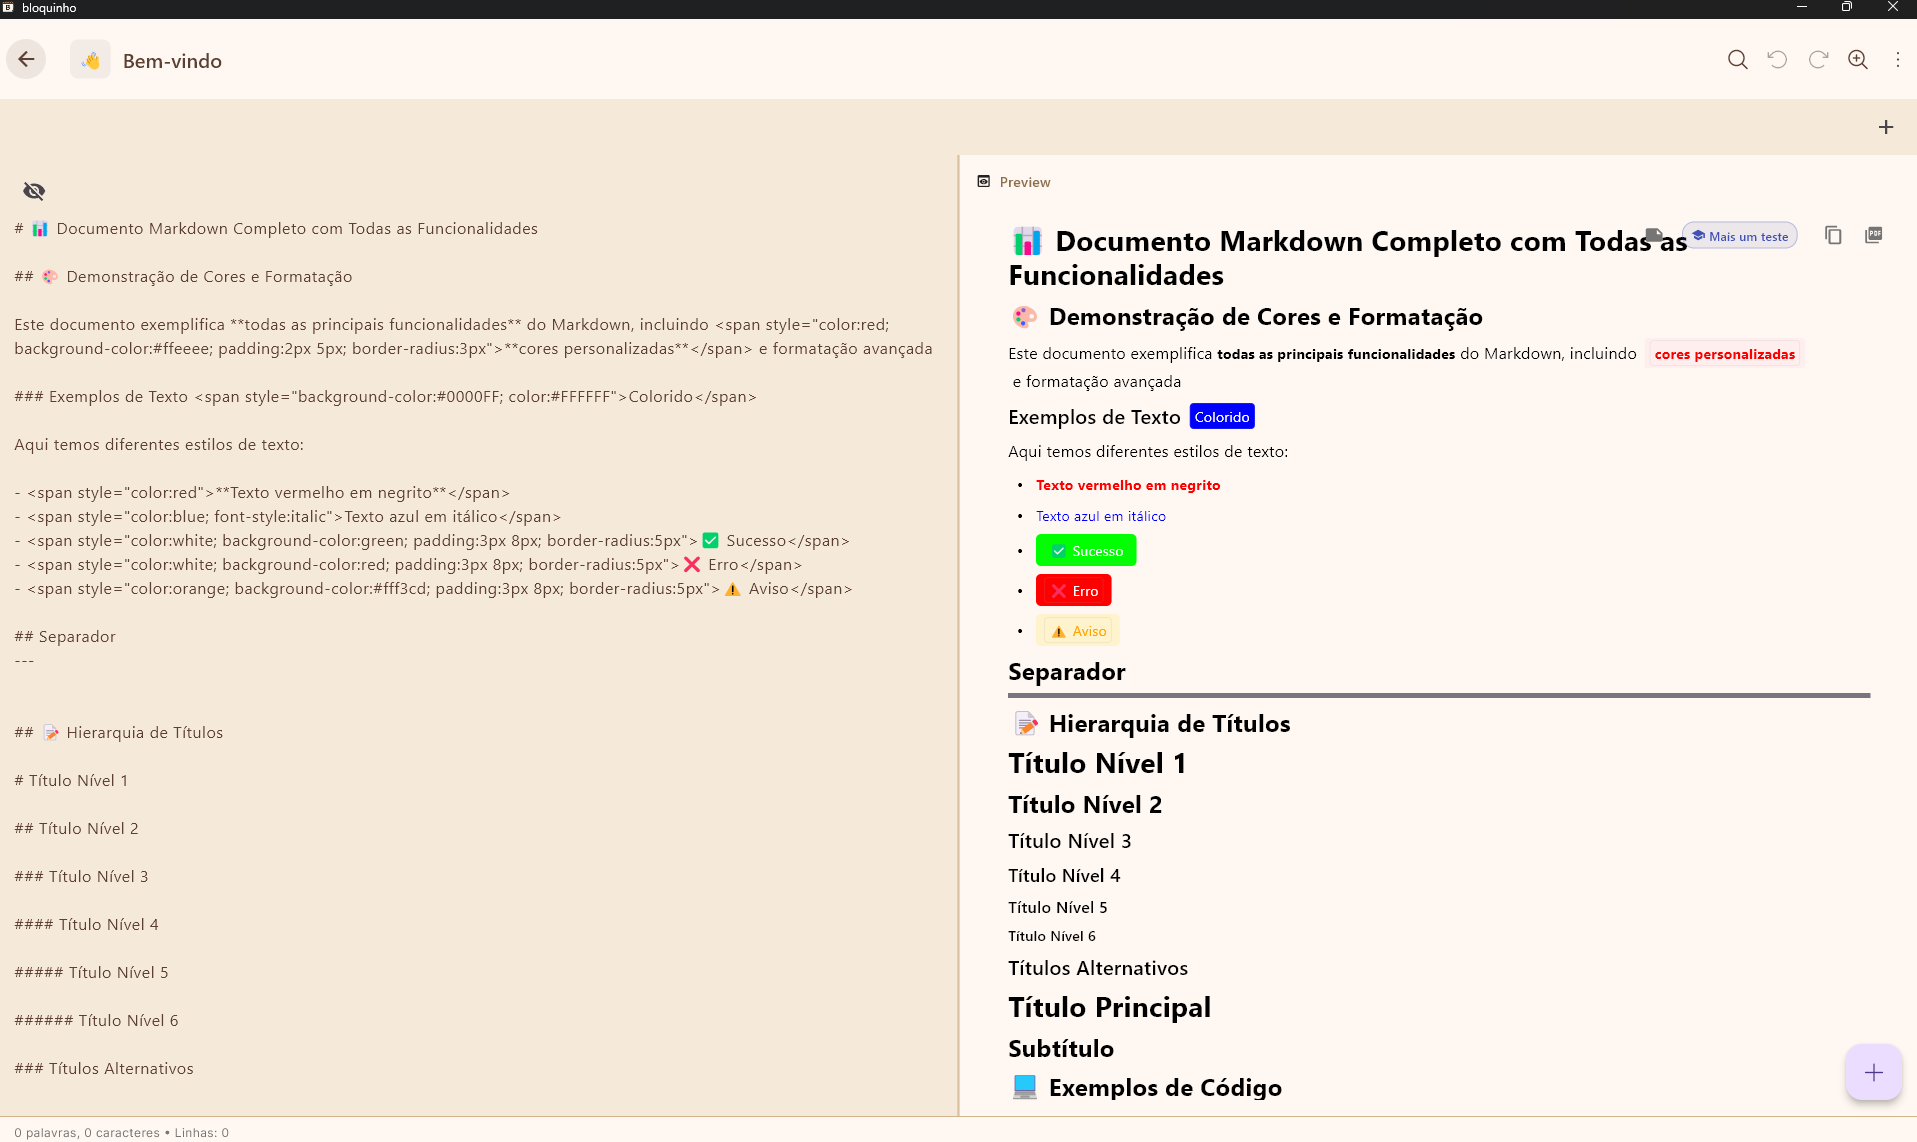 bloquinho
👋 Bem-vindo
# 📊 Documento Markdown Completo com Todas as Funcionalidades
## 🎨 Demonstração de Cores e Formatação
Este documento exemplifica **todas as principais funcionalidades** do Markdown, incluindo <span style="color:red;
background-color:#ffeeee; padding:2px 5px; border-radius:3px">**cores personalizadas**</span> e formatação avançada
### Exemplos de Texto <span style="background-color:#0000FF; color:#FFFFFF">Colorido</span>
Aqui temos diferentes estilos de texto:
- <span style="color:red">**Texto vermelho em negrito**</span>
- <span style="color:blue; font-style:italic">Texto azul em itálico</span>
- <span style="color:white; background-color:green; padding:3px 8px; border-radius:5px">✅ Sucesso</span>
- <span style="color:white; background-color:red; padding:3px 8px; border-radius:5px">❌ Erro</span>
- <span style="color:orange; background-color:#fff3cd; padding:3px 8px; border-radius:5px">⚠️ Aviso</span>
## Separador
---
## 📝 Hierarquia de Títulos
# Título Nível 1
## Título Nível 2
### Título Nível 3
#### Título Nível 4
##### Título Nível 5
###### Título Nível 6
### Títulos Alternativos
Preview
📊 Documento Markdown Completo com Todas as
Funcionalidades
Mais um teste
PDF
🎨 Demonstração de Cores e Formatação
Este documento exemplifica todas as principais funcionalidades do Markdown, incluindo cores personalizadas
e formatação avançada
Exemplos de Texto Colorido
Aqui temos diferentes estilos de texto:
• Texto vermelho em negrito
• Texto azul em itálico
• ✅ Sucesso
• ❌ Erro
• ⚠️ Aviso
Separador
📝 Hierarquia de Títulos
Título Nível 1
Título Nível 2
Título Nível 3
Título Nível 4
Título Nível 5
Título Nível 6
Títulos Alternativos
Título Principal
Subtítulo
💻 Exemplos de Código
0 palavras, 0 caracteres • Linhas: 0